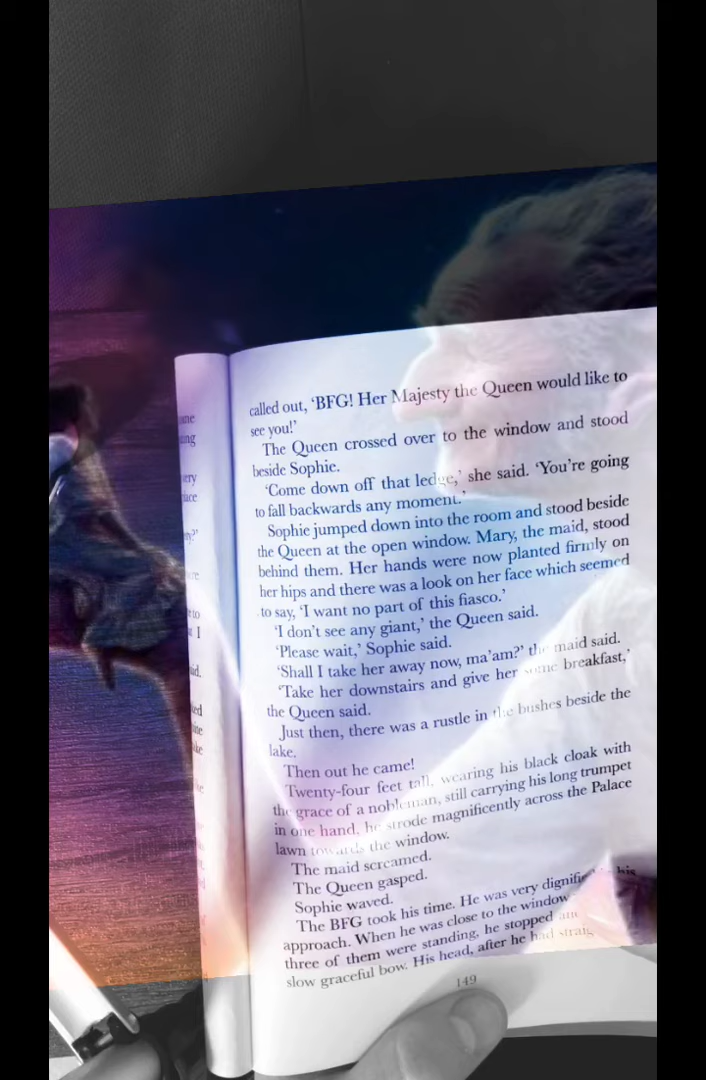 called out, ‘BFG! Her Majesty the Queen would like to
see you!’
The Queen crossed over to the window and stood
beside Sophie.
‘Come down off that ledge,’ she said. ‘You’re going
to fall backwards any moment.’
Sophie jumped down into the room and stood beside
the Queen at the open window. Mary, the maid, stood
behind them. Her hands were now planted firmly on
her hips and there was a look on her face which seemed
to say, ‘I want no part of this fiasco.’
‘I don’t see any giant,’ the Queen said.
‘Please wait,’ Sophie said.
‘Shall I take her away now, ma’am?’ the maid said.
‘Take her downstairs and give her some breakfast,’
the Queen said.
Just then, there was a rustle in the bushes beside the
lake.
Then out he came!
Twenty-four feet tall, wearing his black cloak with
the grace of a nobleman, still carrying his long trumpet
in one hand, he strode magnificently across the Palace
lawn towards the window.
The maid screamed.
The Queen gasped.
Sophie waved.
The BFG took his time. He was very dignified his
approach. When he was close to the window
three of them were standing, he stopped
slow graceful bow. His head, after he had
149